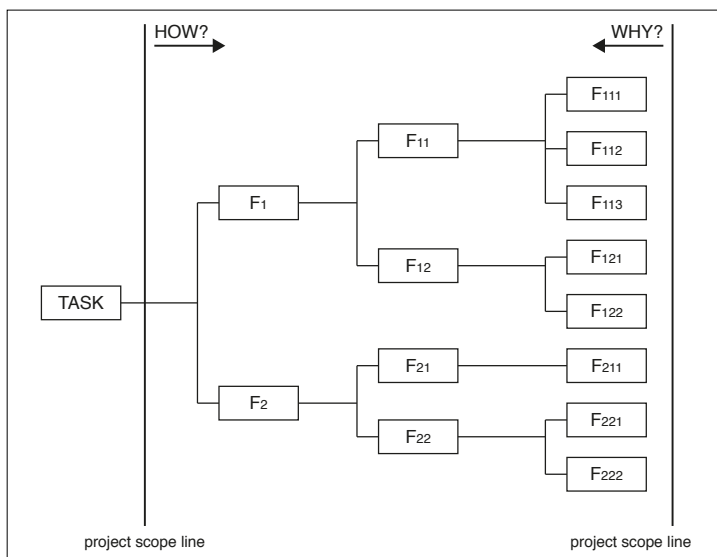 HOW?
WHY?
F111
F11
F112
F1
F113
F12
F121
TASK
F122
F21
F211
F2
F221
F22
F222
project scope line
project scope line